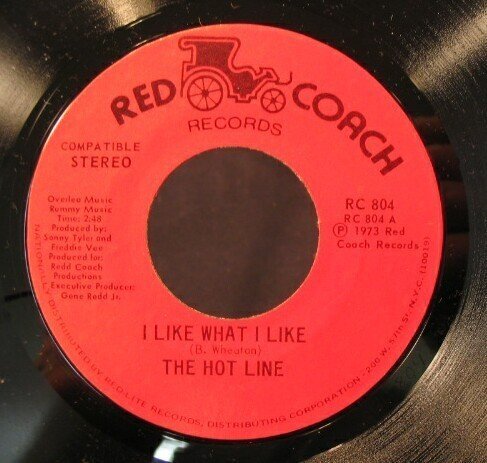 RED COACH
RECORDS
COMPATIBLE
STEREO
Overlea Music
Rummy Music
Time: 2:48
Produced by:
Sonny Tyler and
Freddie Vee
Produced for:
Redd Coach
Productions
Executive Producer:
Gene Redd Jr.
RC 804
RC 804 A
Ⓟ 1973 Red
Coach Records
I LIKE WHAT I LIKE
(B. Wheaton)
THE HOT LINE
NATIONALLY DISTRIBUTED BY RED-LITE RECORDS, DISTRIBUTING CORPORATION - 200 W. 57th St. N.Y.C. (10019)